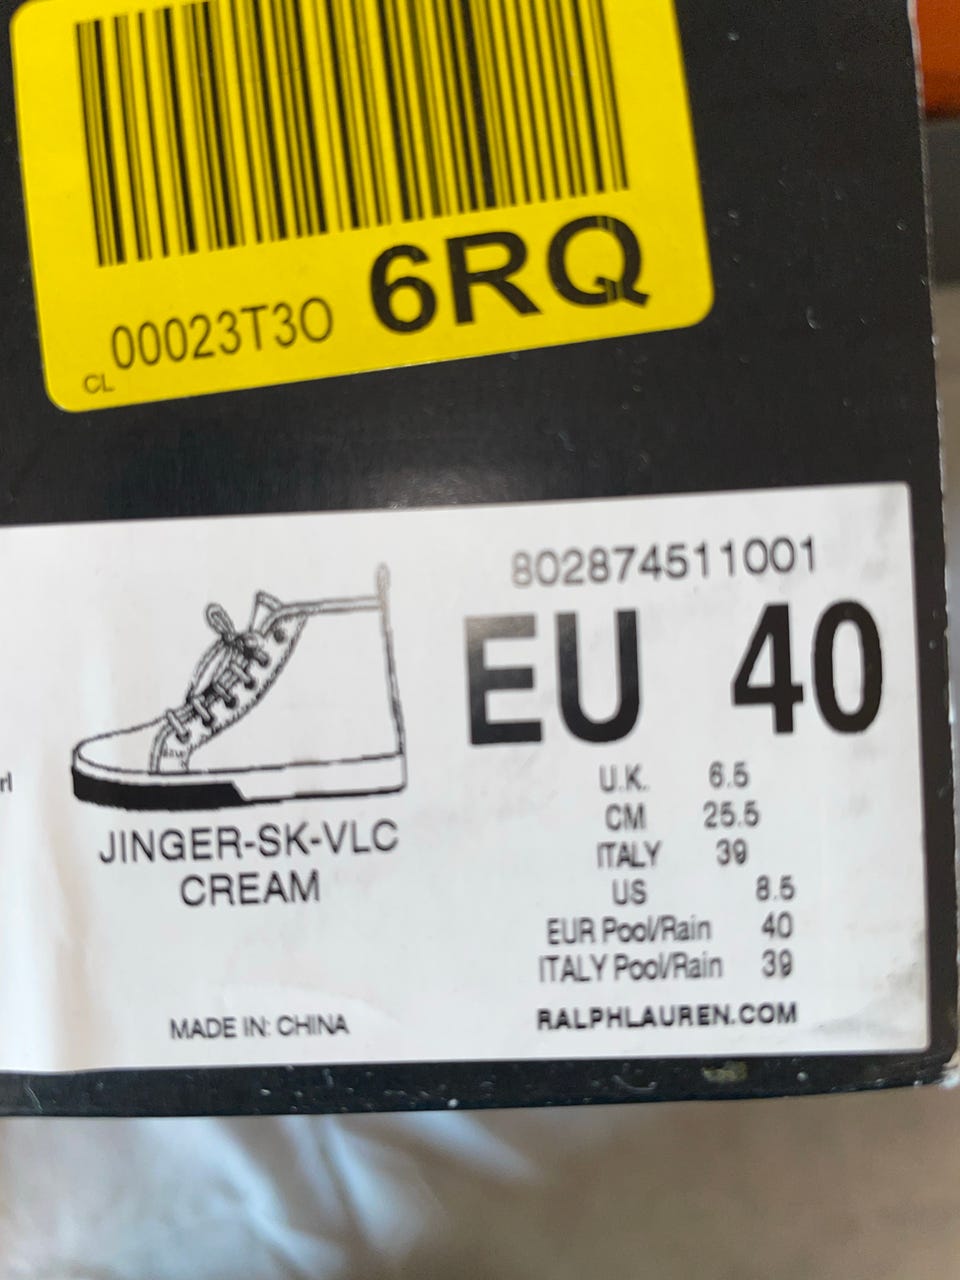 6RQ
00023T3O
CL
802874511001
EU 40
U.K. 6.5
CM 25.5
ITALY 39
US 8.5
EUR Pool/Rain 40
ITALY Pool/Rain 39
RALPHLAUREN.COM
rl
JINGER-SK-VLC
CREAM
MADE IN: CHINA